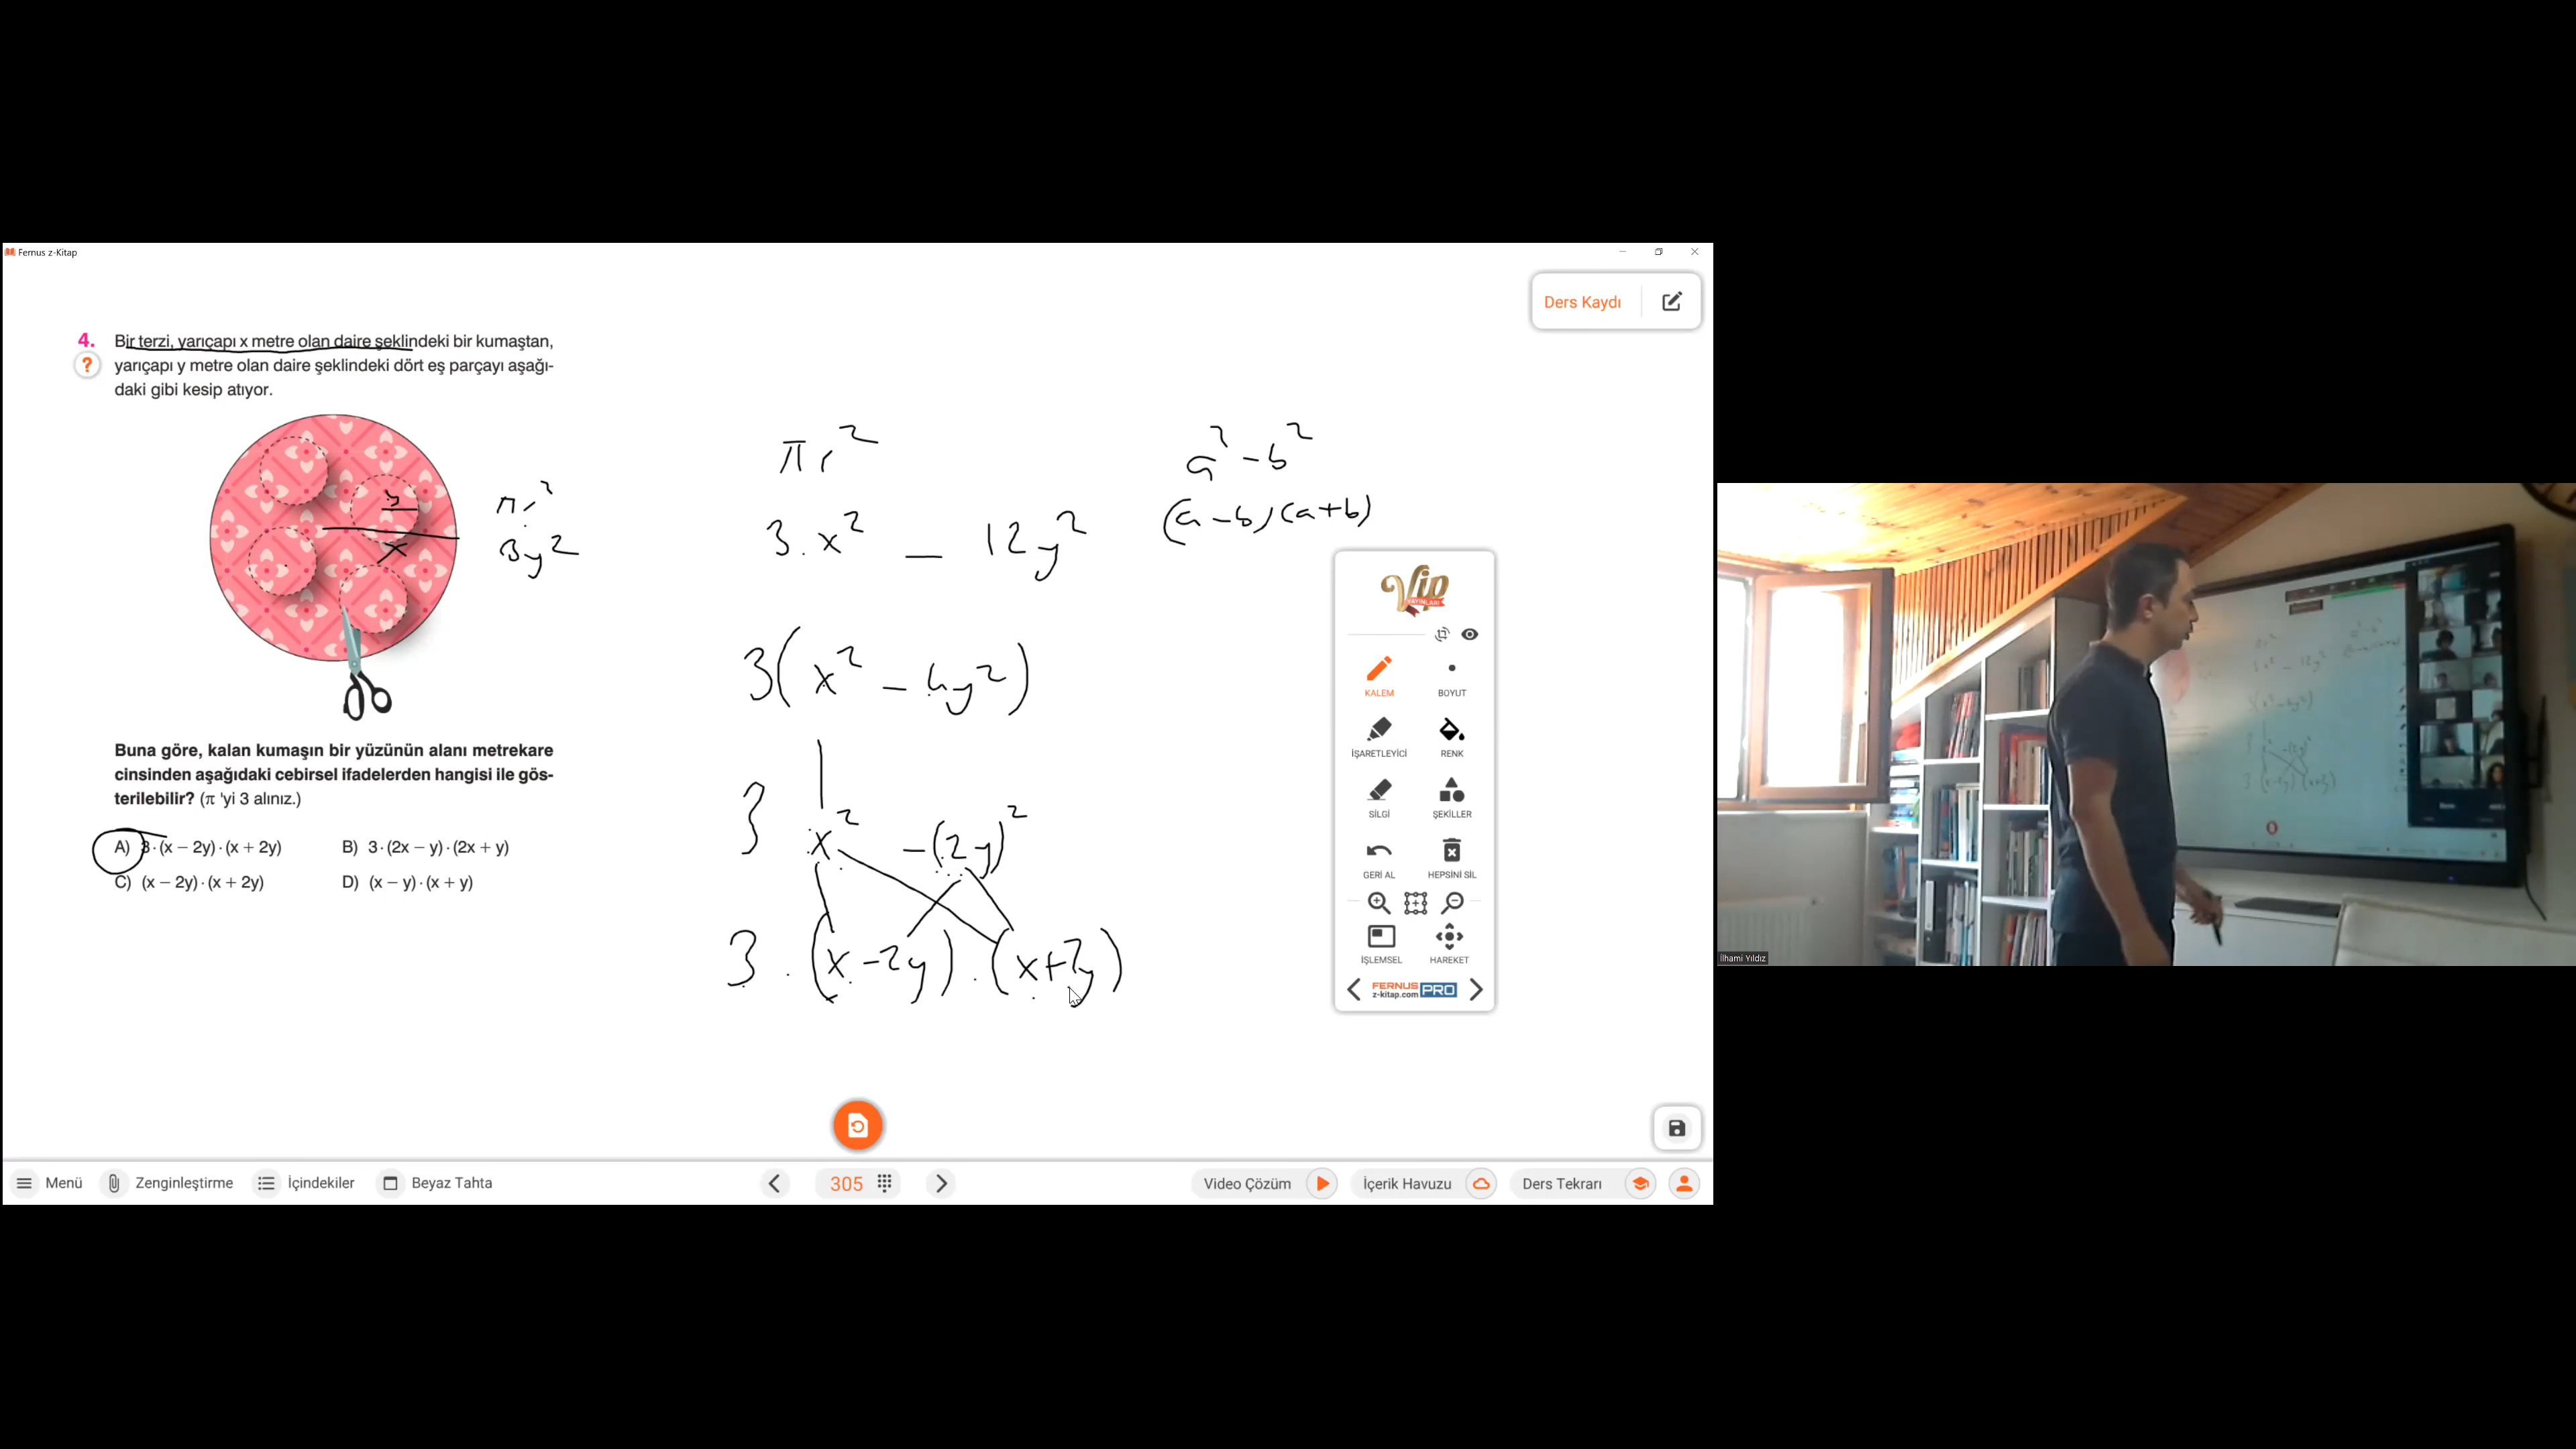 Fernus z-Kitap
Ders Kaydı
4. Bir terzi, yarıçapı x metre olan daire şeklindeki bir kumaştan,
? yarıçapı y metre olan daire şeklindeki dört eş parçayı aşağı-
daki gibi kesip atıyor.
y
x
πr²
3y²
Buna göre, kalan kumaşın bir yüzünün alanı metrekare
cinsinden aşağıdaki cebirsel ifadelerden hangisi ile gös-
terilebilir? (π 'yi 3 alınız.)
A) 3·(x − 2y)·(x + 2y)
B) 3·(2x − y)·(2x + y)
C) (x − 2y)·(x + 2y)
D) (x − y)·(x + y)
πr²
3.x² − 12y²
3(x² − 4y²)
3 x² −(2y)²
3.(x−2y).(x+2y)
a²−b²
(a−b)(a+b)
Vip
YAYINLARI
KALEM
BOYUT
İŞARETLEYİCİ
RENK
SİLGİ
ŞEKİLLER
GERİ AL
HEPSİNİ SİL
İŞLEMSEL
HAREKET
FERNUS
z-kitap.com PRO
Menü
Zenginleştirme
İçindekiler
Beyaz Tahta
305
Video Çözüm
İçerik Havuzu
Ders Tekrarı
İlhami Yıldız